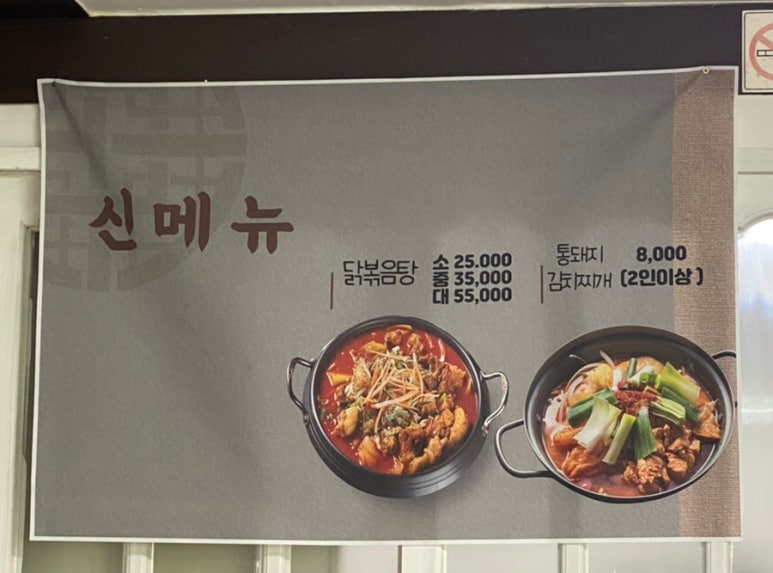 신메뉴
닭볶음탕
소 25,000
중 35,000
대 55,000
통돼지 8,000
김치찌개 (2인이상)